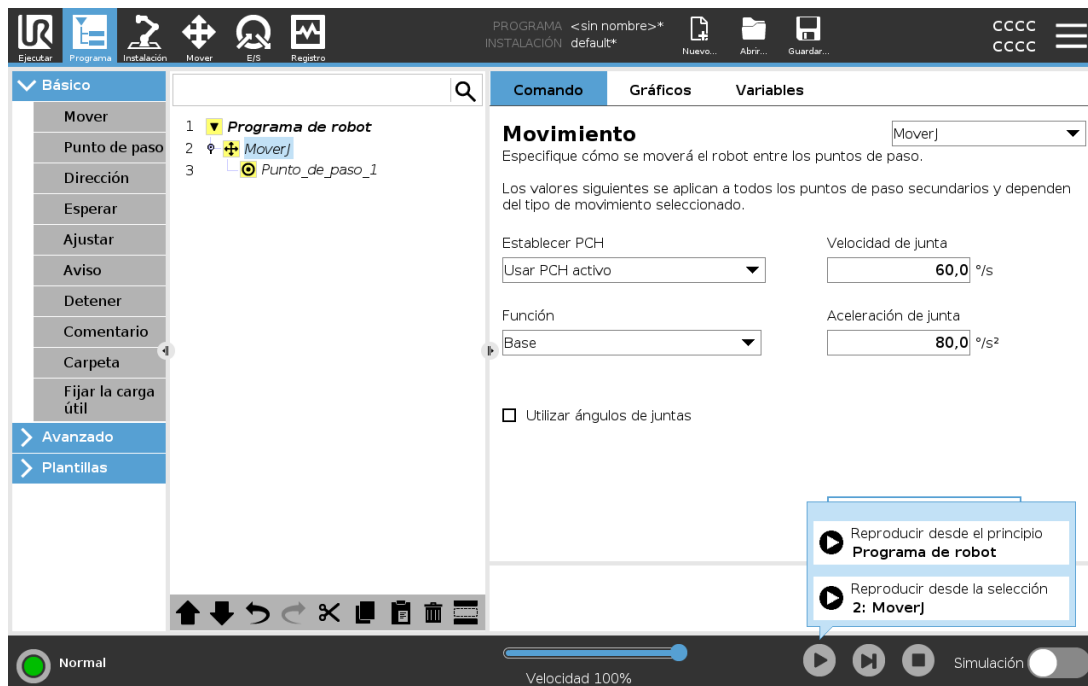 PROGRAMA <sin nombre>*
INSTALACIÓN default*
CCCC
CCCC
Ejecutar Programa Instalación Mover E/S Registro
Nuevo... Abrir... Guardar...
Básico
Mover
Punto de paso
Dirección
Esperar
Ajustar
Aviso
Detener
Comentario
Carpeta
Fijar la carga
útil
Avanzado
Plantillas
1 Programa de robot
2 MoverJ
3 Punto_de_paso_1
Comando Gráficos Variables
Movimiento
MoverJ
Especifique cómo se moverá el robot entre los puntos de paso.
Los valores siguientes se aplican a todos los puntos de paso secundarios y dependen
del tipo de movimiento seleccionado.
Establecer PCH
Velocidad de junta
Usar PCH activo
60,0 °/s
Función
Aceleración de junta
Base
80,0 °/s²
Utilizar ángulos de juntas
Reproducir desde el principio
Programa de robot
Reproducir desde la selección
2: MoverJ
Normal
Velocidad 100%
Simulación